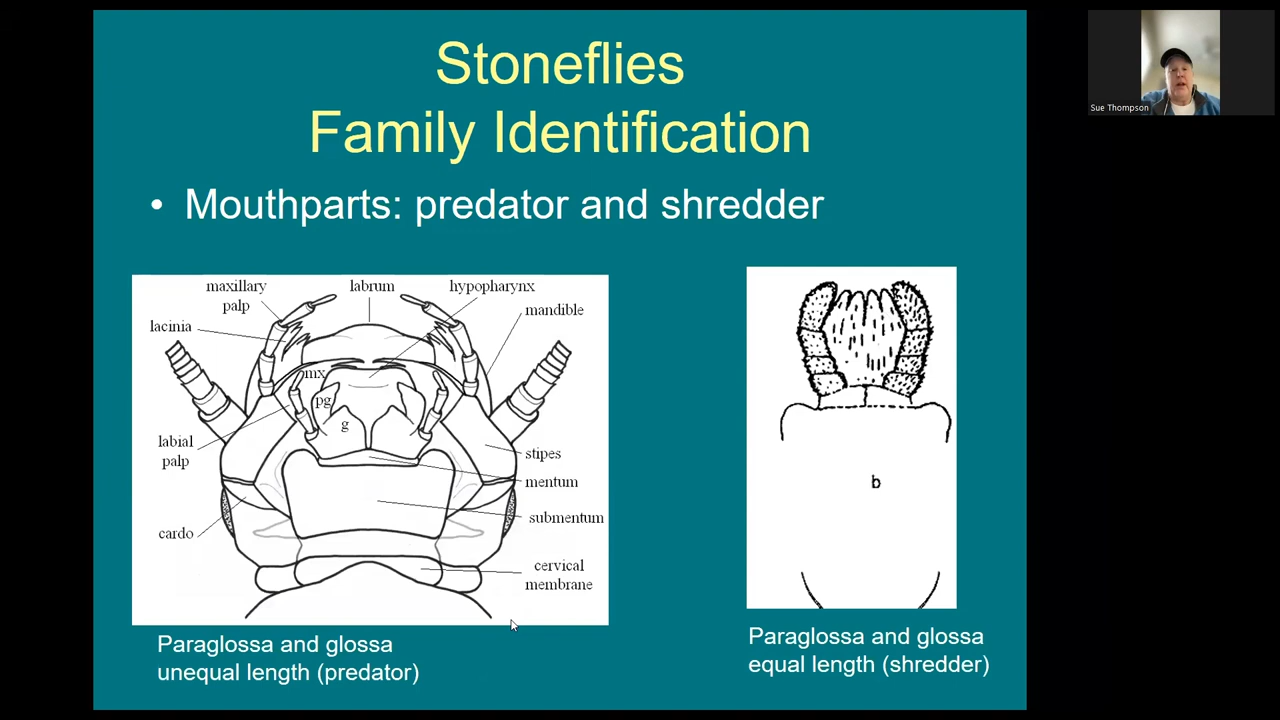 Stoneflies
Family Identification
• Mouthparts: predator and shredder
maxillary
palp
labrum
hypopharynx
mandible
lacinia
mx
pg
g
labial
palp
stipes
mentum
submentum
cardo
cervical
membrane
b
Paraglossa and glossa
unequal length (predator)
Paraglossa and glossa
equal length (shredder)
Sue Thompson